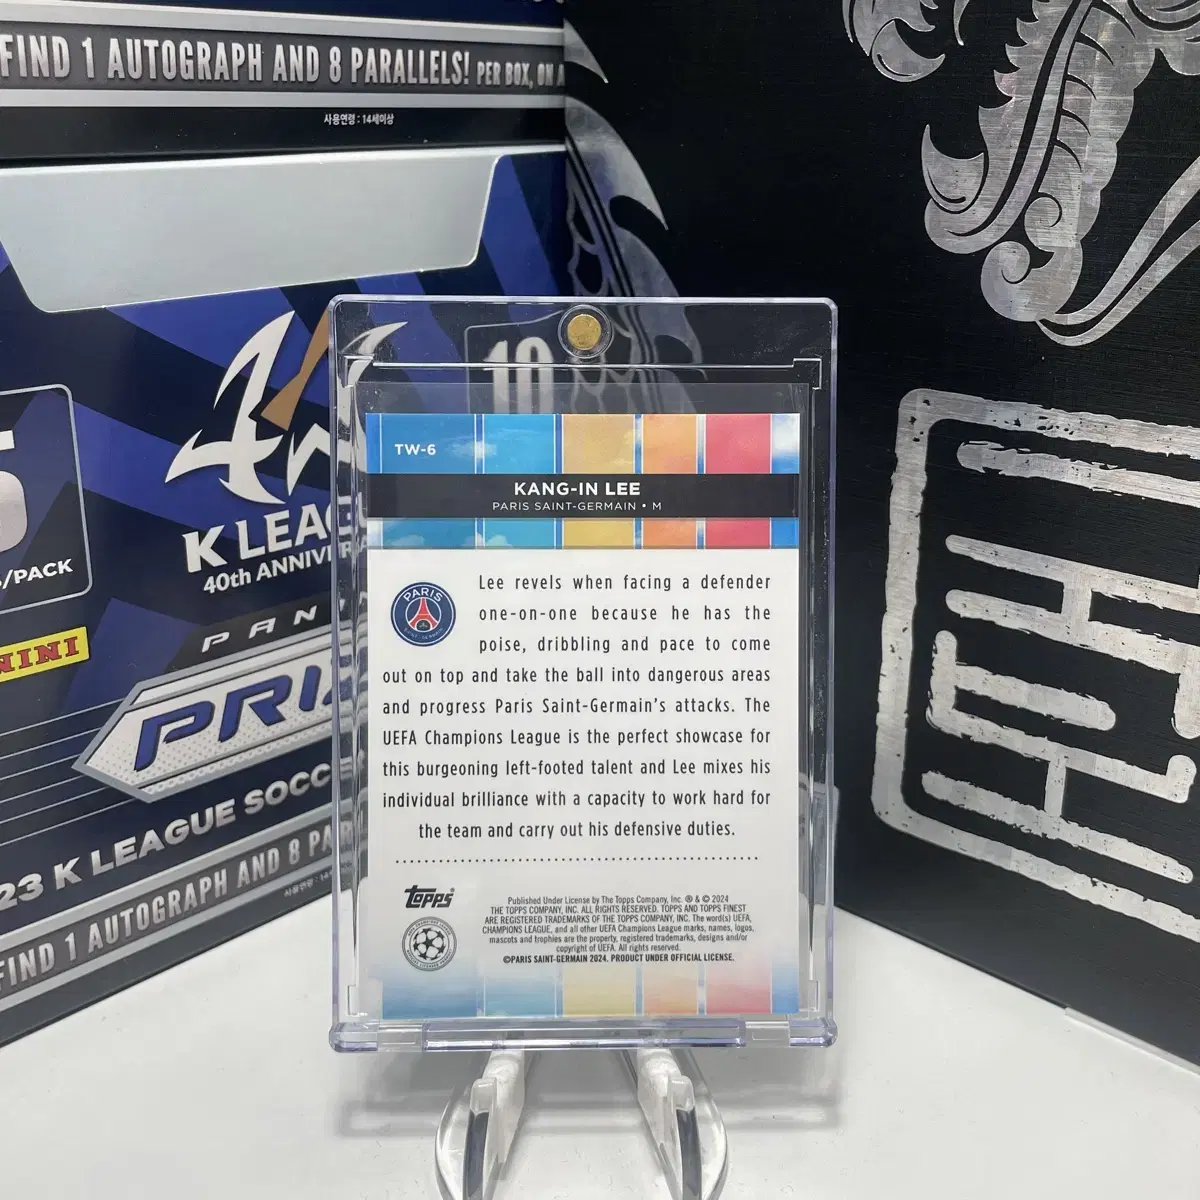 FIND 1 AUTOGRAPH AND 8 PARALLELS! PER BOX, ON A
사용연령 : 14세이상
10
K LEAGU
40th ANNIVERSA
/PACK
PANI
NINI
PRIZ
23 K LEAGUE SOCCE
FIND 1 AUTOGRAPH AND 8 PA
TW-6
KANG-IN LEE
PARIS SAINT-GERMAIN • M
PARIS
SAINT-GERMAIN
Lee revels when facing a defender
one-on-one because he has the
poise, dribbling and pace to come
out on top and take the ball into dangerous areas
and progress Paris Saint-Germain's attacks. The
UEFA Champions League is the perfect showcase for
this burgeoning left-footed talent and Lee mixes his
individual brilliance with a capacity to work hard for
the team and carry out his defensive duties.
topps
Published Under License by The Topps Company, Inc. ® & © 2024
THE TOPPS COMPANY, INC. ALL RIGHTS RESERVED. TOPPS AND TOPPS FINEST
ARE REGISTERED TRADEMARKS OF THE TOPPS COMPANY, INC. The word(s) UEFA,
CHAMPIONS LEAGUE, and all other UEFA Champions League marks, names, logos,
mascots and trophies are the property, registered trademarks, designs and/or
copyright of UEFA. All rights reserved.
©PARIS SAINT-GERMAIN 2024. PRODUCT UNDER OFFICIAL LICENSE.